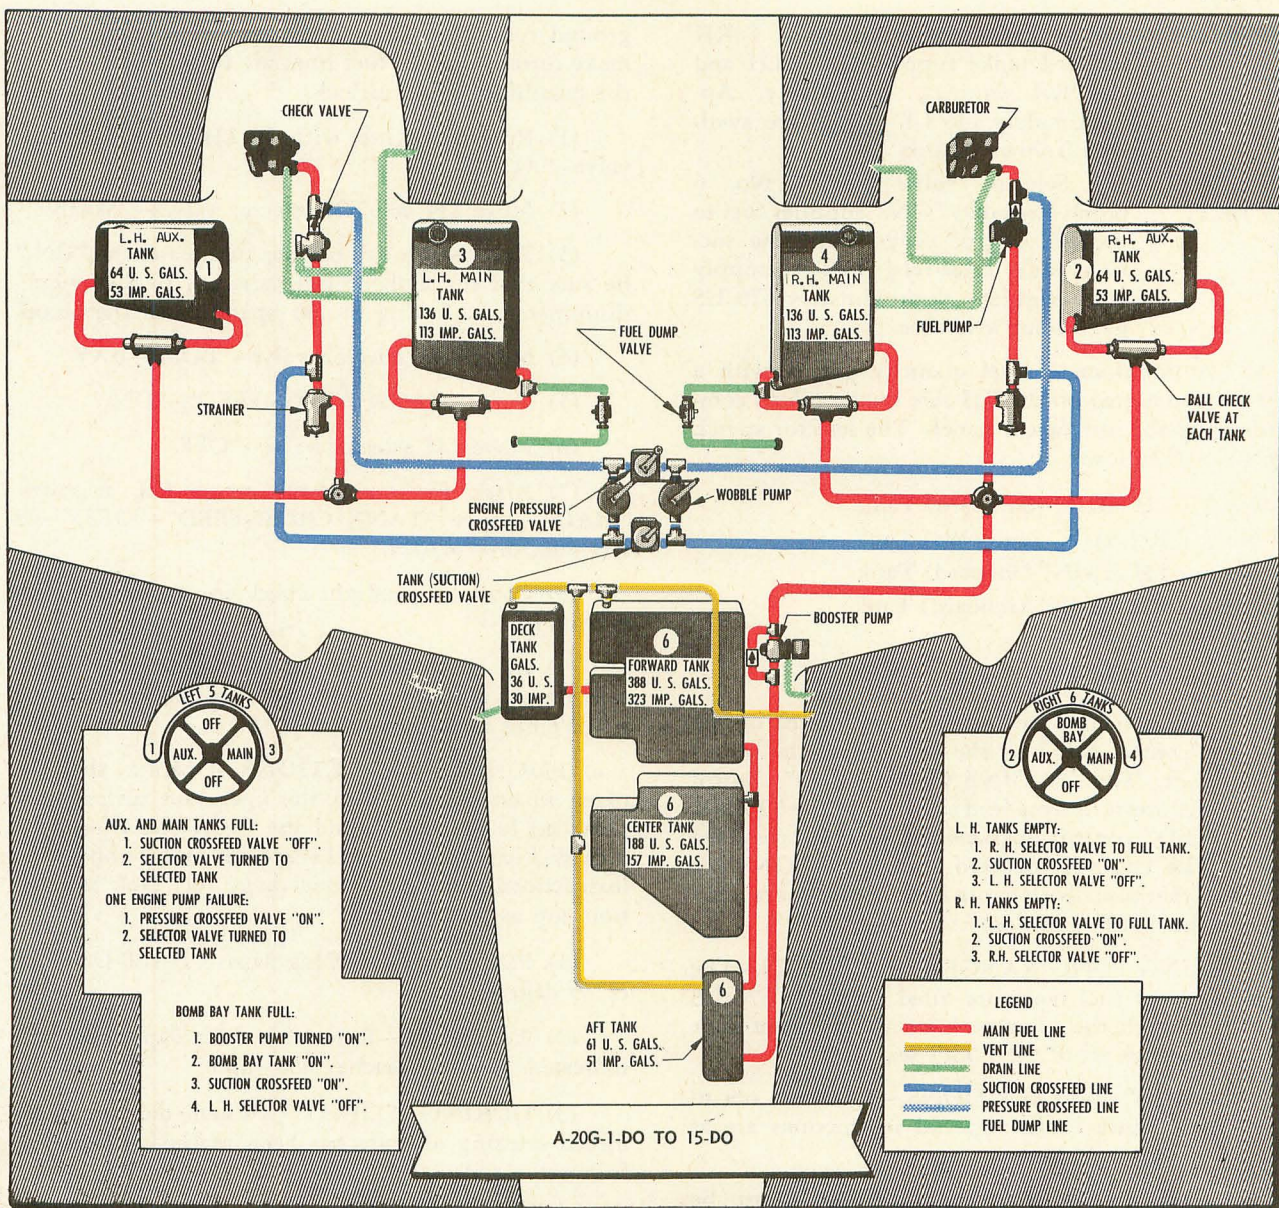 CHECK VALVE
CARBURETOR
L.H. AUX.
TANK
64 U. S. GALS.
53 IMP. GALS.
1
3
L.H. MAIN
TANK
136 U. S. GALS.
113 IMP. GALS.
4
R.H. MAIN
TANK
136 U. S. GALS.
113 IMP. GALS.
2
R.H. AUX.
TANK
64 U. S. GALS.
53 IMP. GALS.
FUEL DUMP
VALVE
FUEL PUMP
STRAINER
BALL CHECK
VALVE AT
EACH TANK
ENGINE (PRESSURE)
CROSSFEED VALVE
WOBBLE PUMP
TANK (SUCTION)
CROSSFEED VALVE
BOOSTER PUMP
DECK
TANK
GALS.
36 U. S.
30 IMP.
6
FORWARD TANK
388 U. S. GALS.
323 IMP. GALS.
6
CENTER TANK
188 U. S. GALS.
157 IMP. GALS.
6
AFT TANK
61 U. S. GALS.
51 IMP. GALS.
LEFT 5 TANKS
OFF
1 AUX. MAIN 3
OFF
AUX. AND MAIN TANKS FULL:
1. SUCTION CROSSFEED VALVE "OFF".
2. SELECTOR VALVE TURNED TO
SELECTED TANK
ONE ENGINE PUMP FAILURE:
1. PRESSURE CROSSFEED VALVE "ON".
2. SELECTOR VALVE TURNED TO
SELECTED TANK
BOMB BAY TANK FULL:
1. BOOSTER PUMP TURNED "ON".
2. BOMB BAY TANK "ON".
3. SUCTION CROSSFEED "ON".
4. L. H. SELECTOR VALVE "OFF".
RIGHT 6 TANKS
BOMB
BAY
2 AUX. MAIN 4
OFF
L. H. TANKS EMPTY:
1. R. H. SELECTOR VALVE TO FULL TANK.
2. SUCTION CROSSFEED "ON".
3. L. H. SELECTOR VALVE "OFF".
R. H. TANKS EMPTY:
1. L. H. SELECTOR VALVE TO FULL TANK.
2. SUCTION CROSSFEED "ON".
3. R.H. SELECTOR VALVE "OFF".
LEGEND
MAIN FUEL LINE
VENT LINE
DRAIN LINE
SUCTION CROSSFEED LINE
PRESSURE CROSSFEED LINE
FUEL DUMP LINE
A-20G-1-DO TO 15-DO